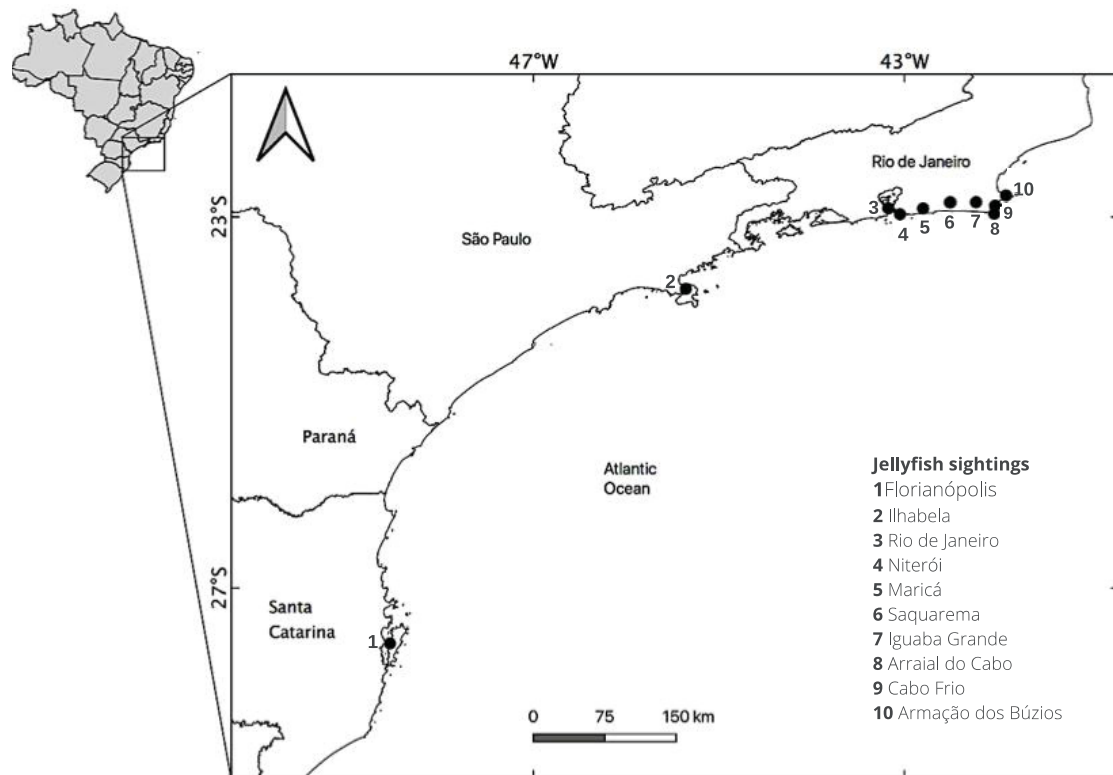 47°W
43°W
Rio de Janeiro
10
3
9
23°S
4
5
6
7
8
São Paulo
2
Paraná
Atlantic
Ocean
Jellyfish sightings
1Florianópolis
2 Ilhabela
3 Rio de Janeiro
4 Niterói
5 Maricá
6 Saquarema
7 Iguaba Grande
8 Arraial do Cabo
9 Cabo Frio
10 Armação dos Búzios
27°S
Santa
Catarina
1
0
75
150 km